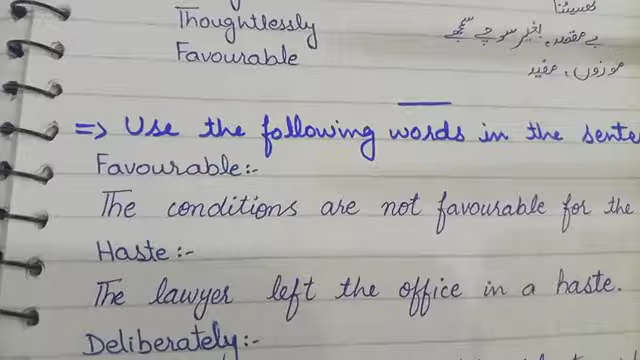 Thoughtlessly بے مقصد، بغیر سوچے سمجھے
Favourable موزوں، مفید
=> Use the following words in the sente
Favourable:-
The conditions are not favourable for the
Haste:-
The lawyer left the office in a haste.
Deliberately:-